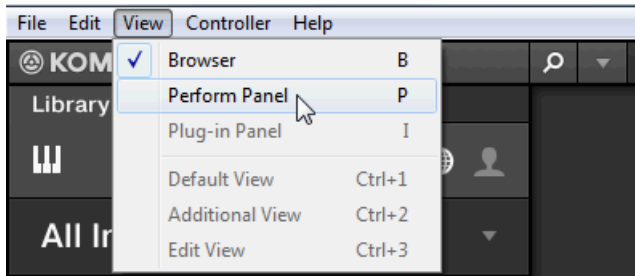 File Edit View Controller Help
KOM
Browser B
Library
Perform Panel P
Plug-in Panel I
Default View Ctrl+1
Additional View Ctrl+2
All In
Edit View Ctrl+3